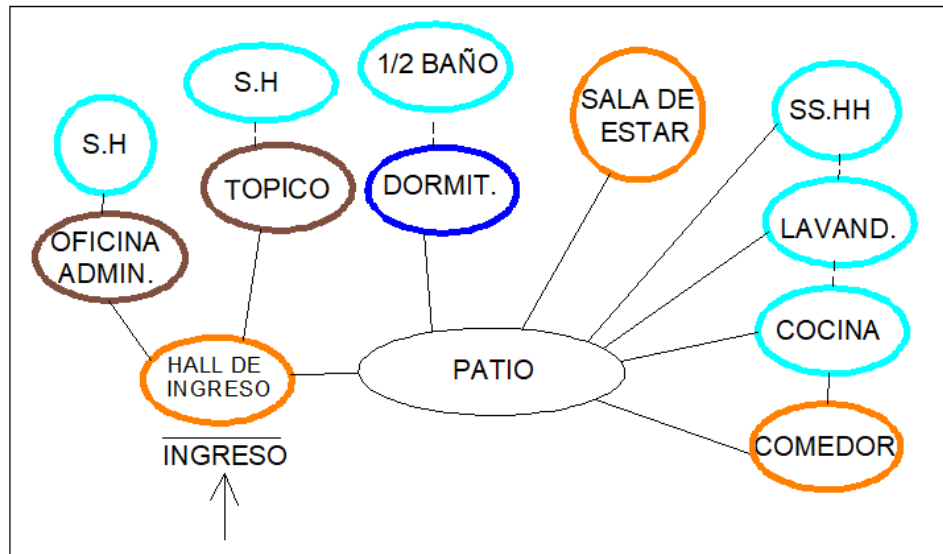 1/2 BAÑO
S.H
SALA DE
ESTAR
SS.HH
S.H
TOPICO
DORMIT.
LAVAND.
OFICINA
ADMIN.
COCINA
HALL DE
INGRESO
PATIO
COMEDOR
INGRESO